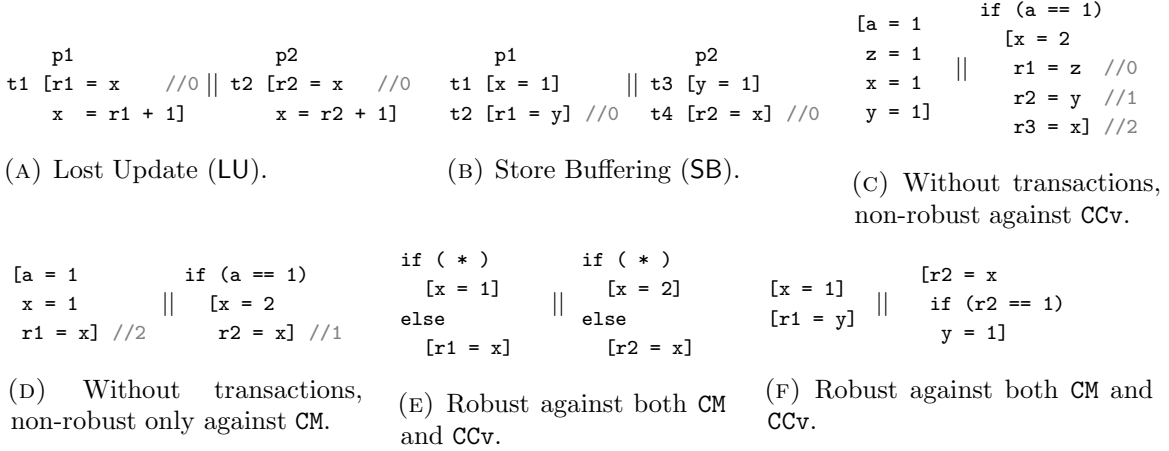 p1 p2
t1 [r1 = x //0 || t2 [r2 = x //0
x = r1 + 1] x = r2 + 1]
(A) Lost Update (LU).
p1 p2
t1 [x = 1] || t3 [y = 1]
t2 [r1 = y] //0 t4 [r2 = x] //0
(B) Store Buffering (SB).
if (a == 1)
[a = 1 [x = 2
z = 1 || r1 = z //0
x = 1 r2 = y //1
y = 1] r3 = x] //2
(C) Without transactions,
non-robust against CCv.
[a = 1 if (a == 1)
x = 1 || [x = 2
r1 = x] //2 r2 = x] //1
(D) Without transactions,
non-robust only against CM.
if ( * ) if ( * )
[x = 1] || [x = 2]
else else
[r1 = x] [r2 = x]
(E) Robust against both CM
and CCv.
[r2 = x
[x = 1] || if (r2 == 1)
[r1 = y] y = 1]
(F) Robust against both CM and
CCv.